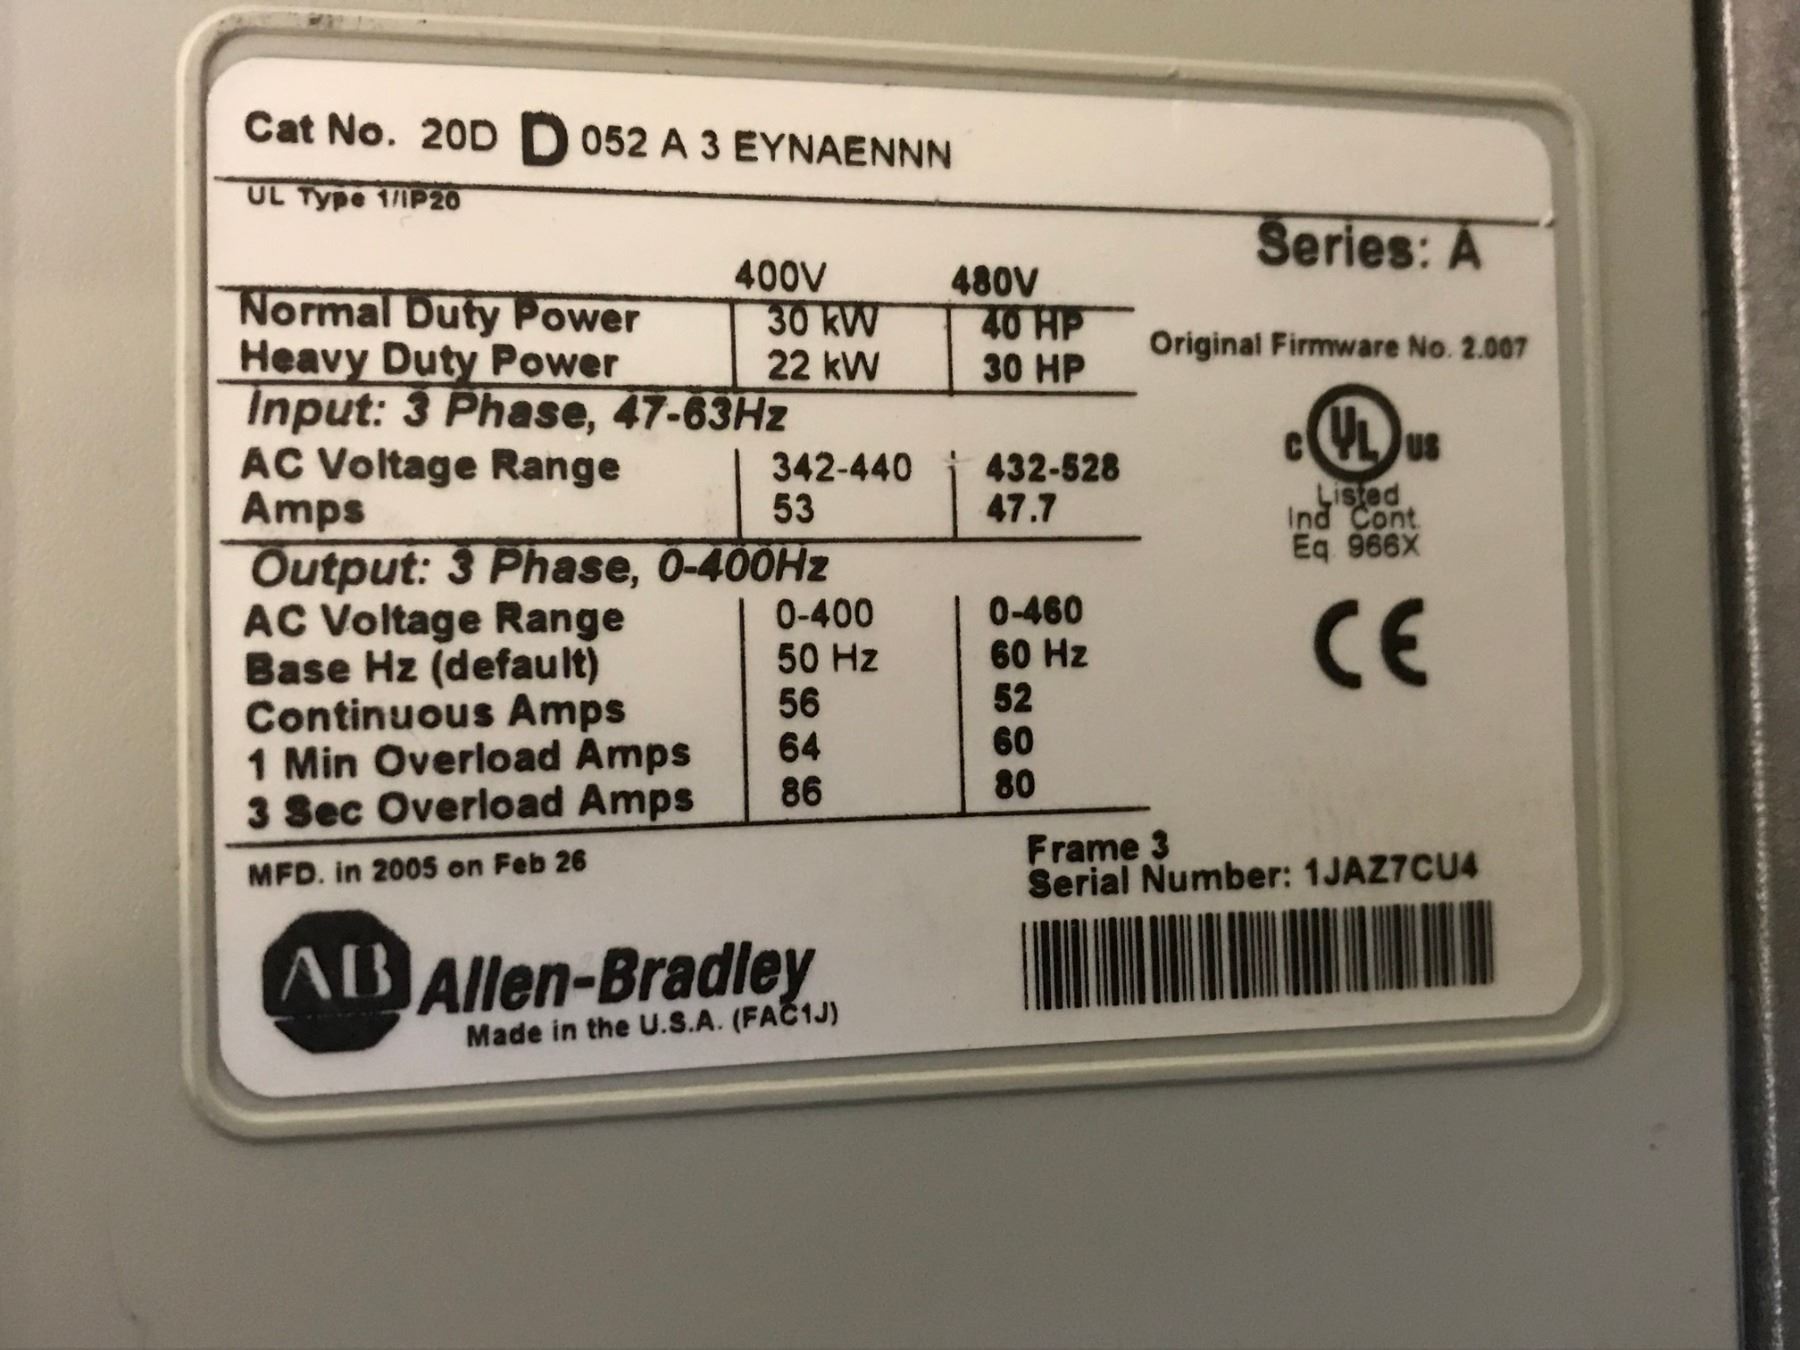 Cat No. 20D D 052 A 3 EYNAENNN
UL Type 1/IP20
Series: A
400V 480V
Normal Duty Power 30 kW 40 HP
Heavy Duty Power 22 kW 30 HP
Original Firmware No. 2.007
Input: 3 Phase, 47-63Hz
AC Voltage Range 342-440 432-528
Amps 53 47.7
C UL US
Listed
Ind Cont
Eq 966X
Output: 3 Phase, 0-400Hz
AC Voltage Range 0-400 0-460
Base Hz (default) 50 Hz 60 Hz
Continuous Amps 56 52
1 Min Overload Amps 64 60
3 Sec Overload Amps 86 80
CE
MFD. in 2005 on Feb 26
Frame 3
Serial Number: 1JAZ7CU4
AB Allen-Bradley
Made in the U.S.A. (FAC1J)